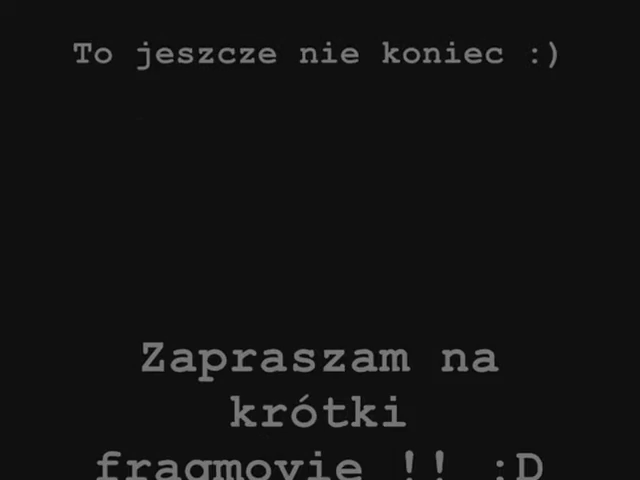 To jeszcze nie koniec :)
Zapraszam na
krótki
fragmovie !! :D